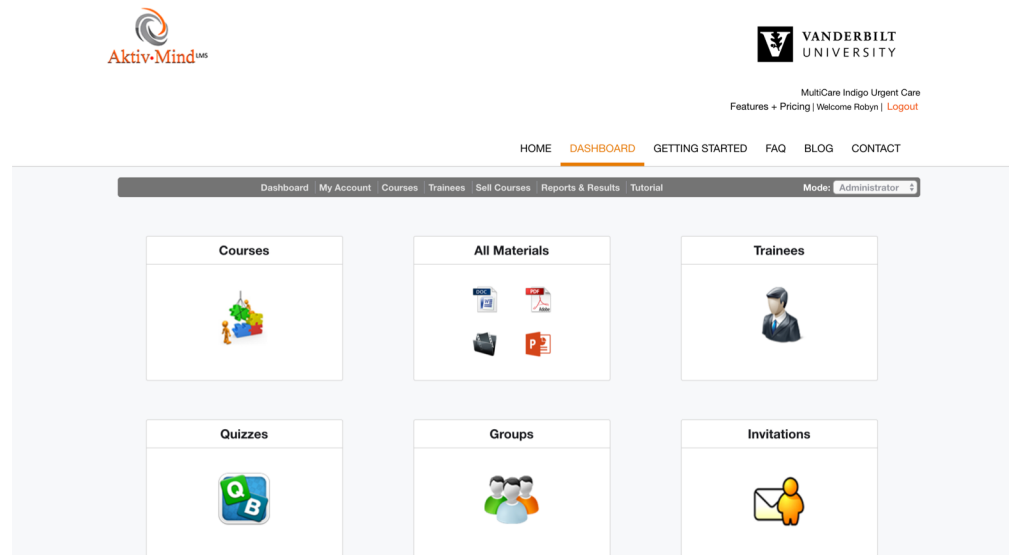 Aktiv•Mind LMS
VANDERBILT
UNIVERSITY
MultiCare Indigo Urgent Care
Features + Pricing | Welcome Robyn | Logout
HOME DASHBOARD GETTING STARTED FAQ BLOG CONTACT
Dashboard My Account Courses Trainees Sell Courses Reports & Results Tutorial Mode: Administrator
Courses All Materials Trainees
DOC PDF
Adobe
P
Quizzes Groups Invitations
Q
B